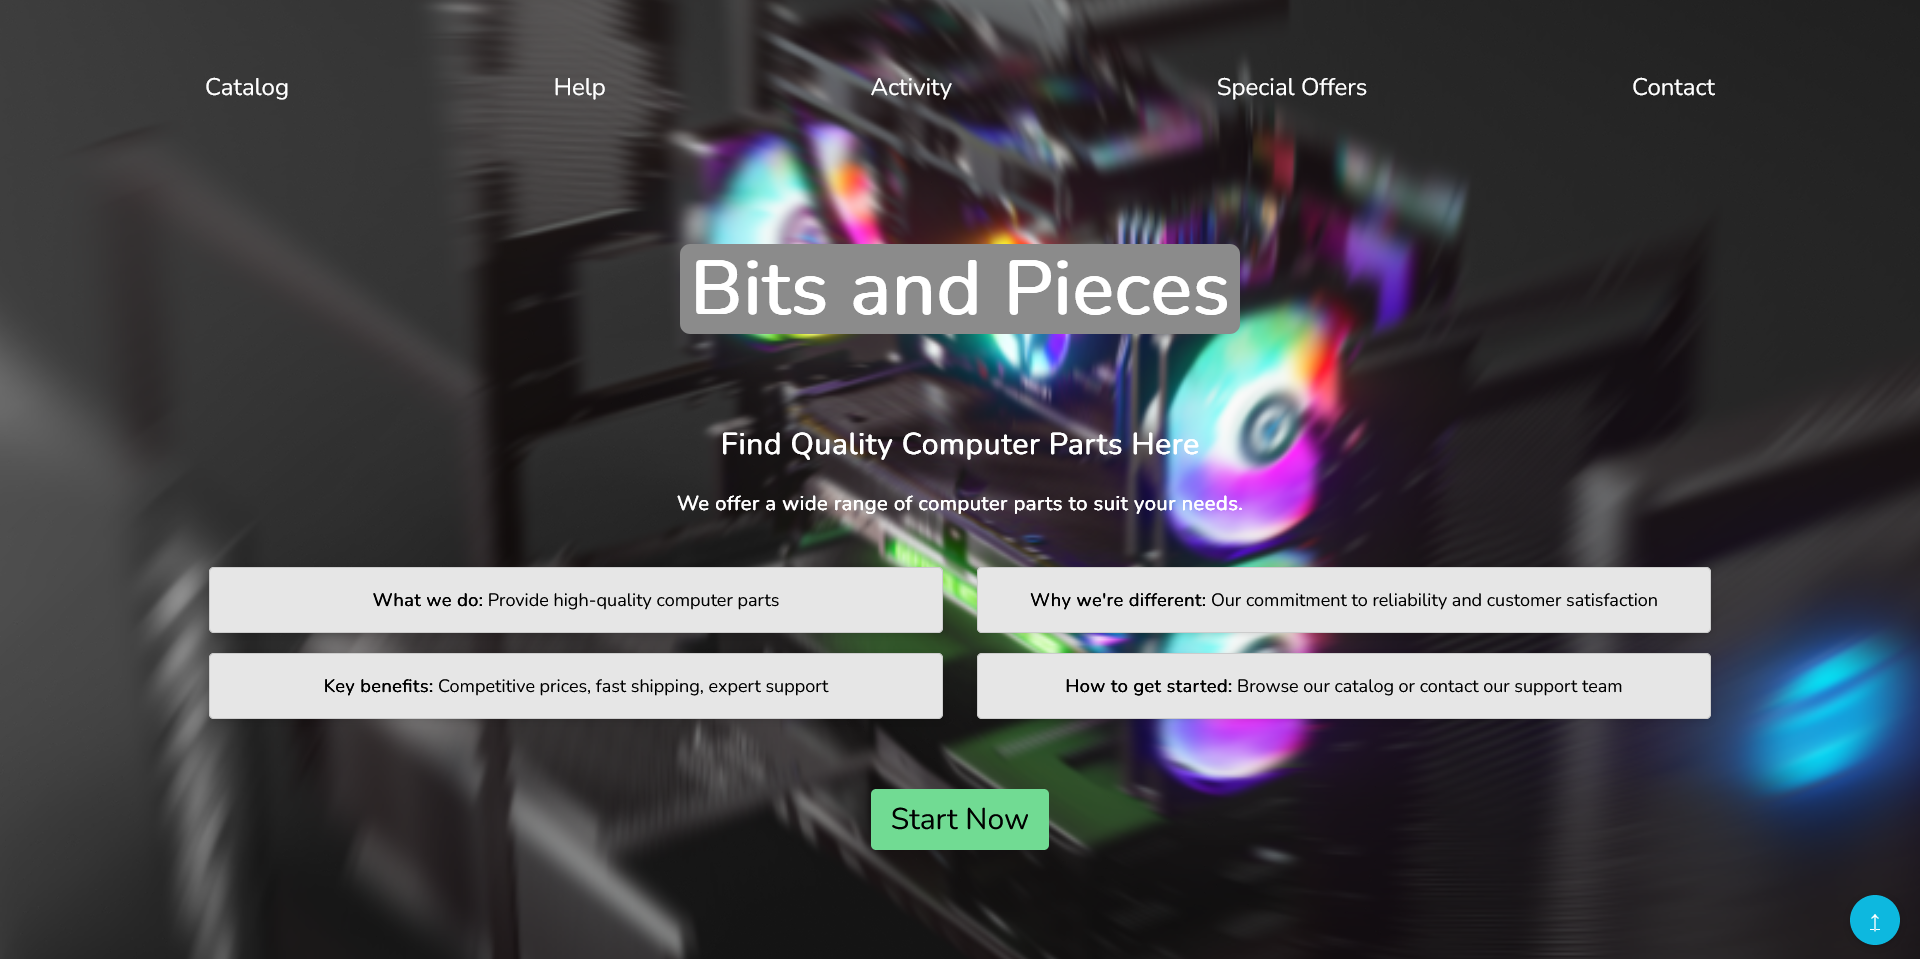 Catalog
Help
Activity
Special Offers
Contact
Bits and Pieces
Find Quality Computer Parts Here
We offer a wide range of computer parts to suit your needs.
What we do: Provide high-quality computer parts
Why we're different: Our commitment to reliability and customer satisfaction
Key benefits: Competitive prices, fast shipping, expert support
How to get started: Browse our catalog or contact our support team
Start Now